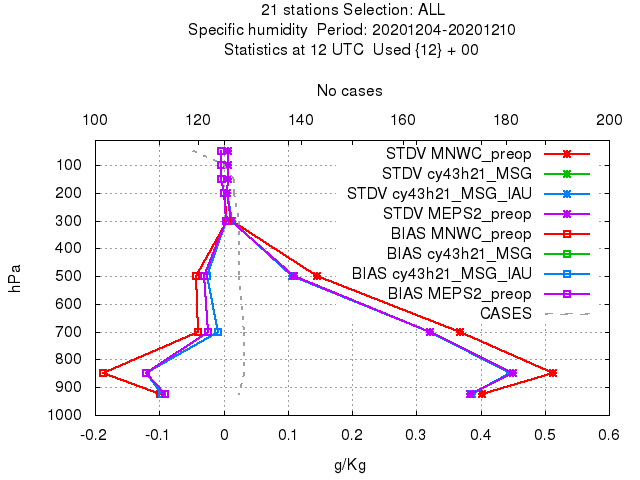 21 stations Selection: ALL
Specific humidity  Period: 20201204-20201210
Statistics at 12 UTC  Used {12} + 00
No cases
100 120 140 160 180 200
STDV MNWC_preop
STDV cy43h21_MSG
STDV cy43h21_MSG_IAU
STDV MEPS2_preop
BIAS MNWC_preop
BIAS cy43h21_MSG
BIAS cy43h21_MSG_IAU
BIAS MEPS2_preop
CASES
hPa
100
200
300
400
500
600
700
800
900
1000
-0.2 -0.1 0 0.1 0.2 0.3 0.4 0.5 0.6
g/Kg